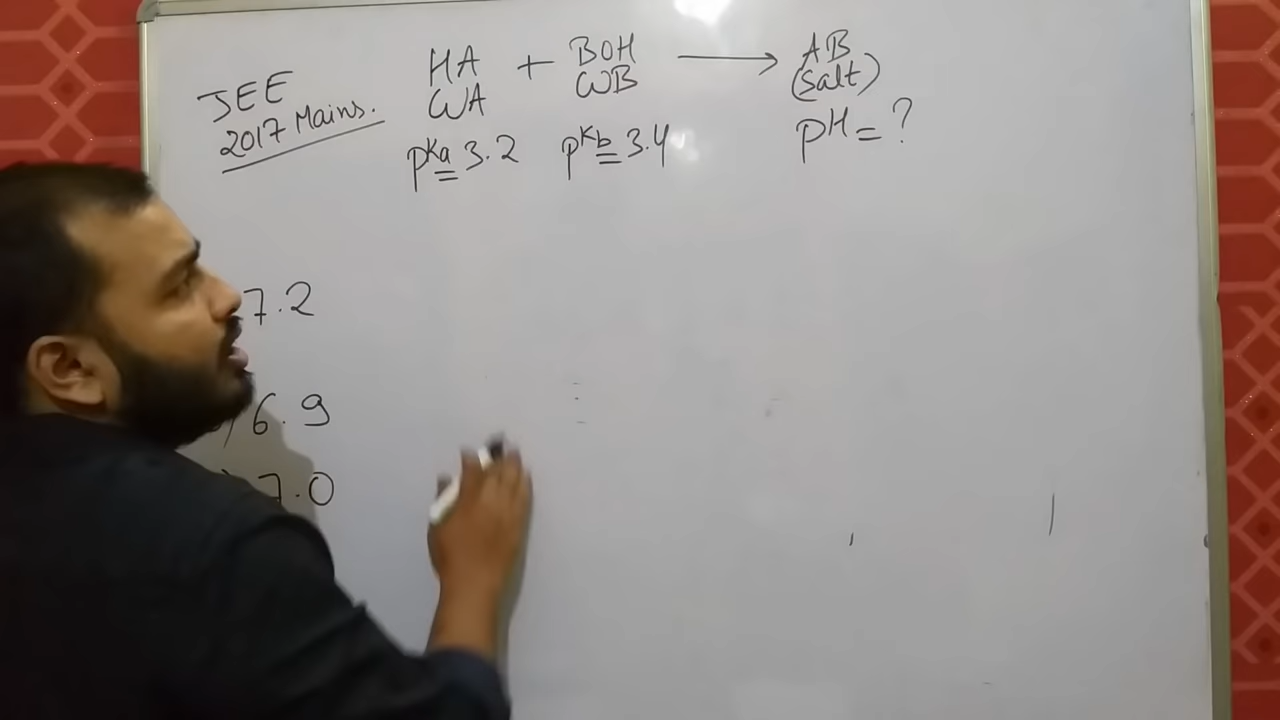 JEE
2017 Mains.
HA + BOH ⟶ AB
WA WB (salt)
pKa = 3.2 pKb = 3.4 pH = ?
7.2
) 6.9
) 7.0